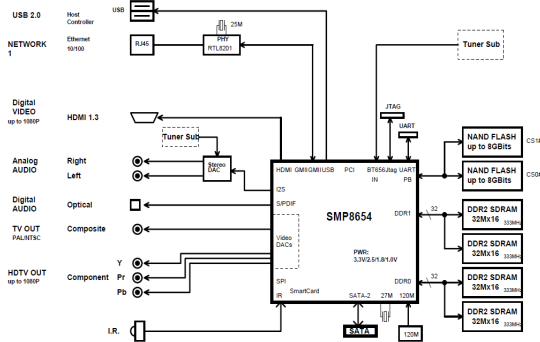 USB 2.0
Host
Controller
USB
25M
NETWORK
1
Ethernet
10/100
RJ45
PHY
RTL8201
Tuner Sub
Digital
VIDEO
up to 1080P
HDMI 1.3
Tuner Sub
JTAG
UART
NAND FLASH
up to 8GBits
CS1
NAND FLASH
up to 8GBits
CS0
Analog
AUDIO
Right
Left
Stereo
DAC
HDMI GMII GMII USB PCI BT656 Jtag UART
IN PB
I2S
Digital
AUDIO
Optical
S/PDIF
SMP8654
DDR1
32
DDR2 SDRAM
32Mx16 333MHz
DDR2 SDRAM
32Mx16 333MHz
TV OUT
PAL/NTSC
Composite
Video
DACs
PWR:
3.3V/2.5/1.8/1.0V
HDTV OUT
up to 1080P
Component
Y
Pr
Pb
DDR0
32
DDR2 SDRAM
32Mx16 333MHz
DDR2 SDRAM
32Mx16 333MHz
SPI
SmartCard
IR
SATA-2 27M 120M
I.R.
SATA
120M